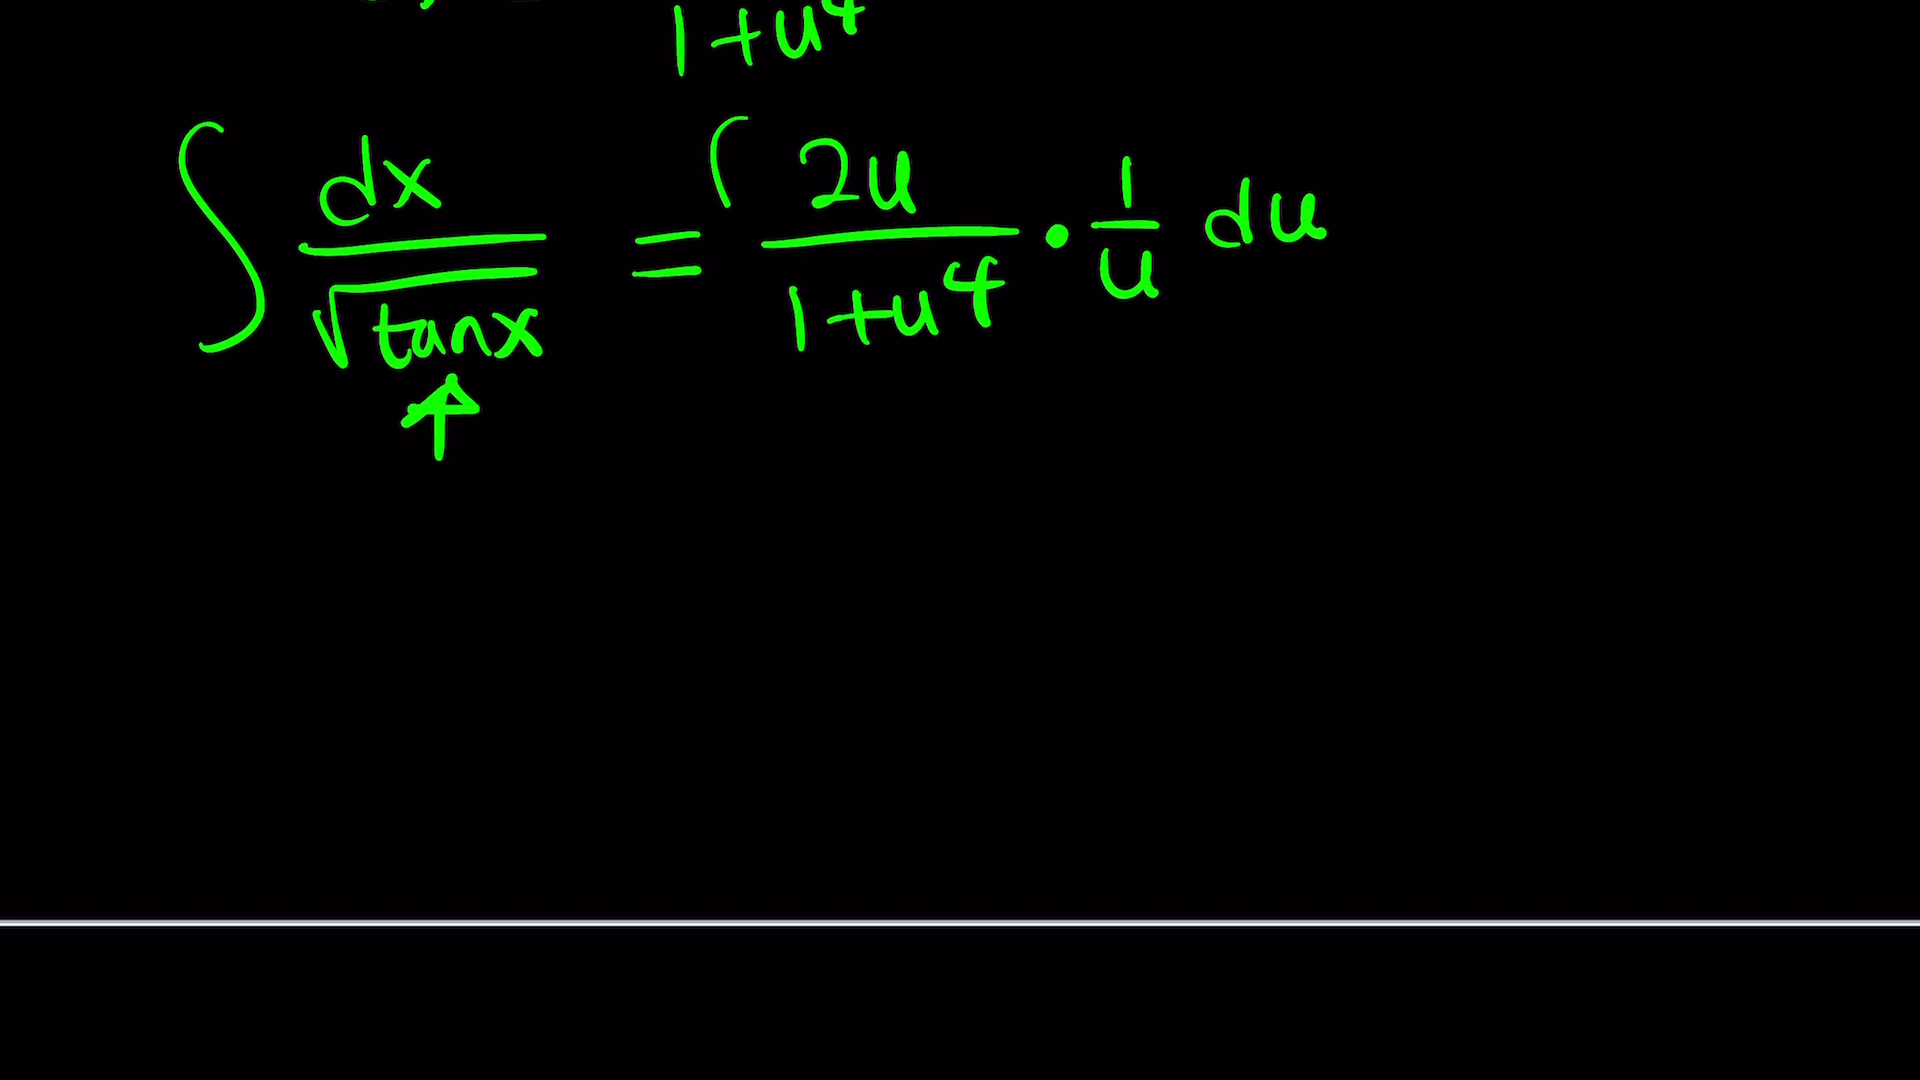 1+u⁴
∫ dx/√tanx = ∫ 2u/1+u⁴ · 1/u du